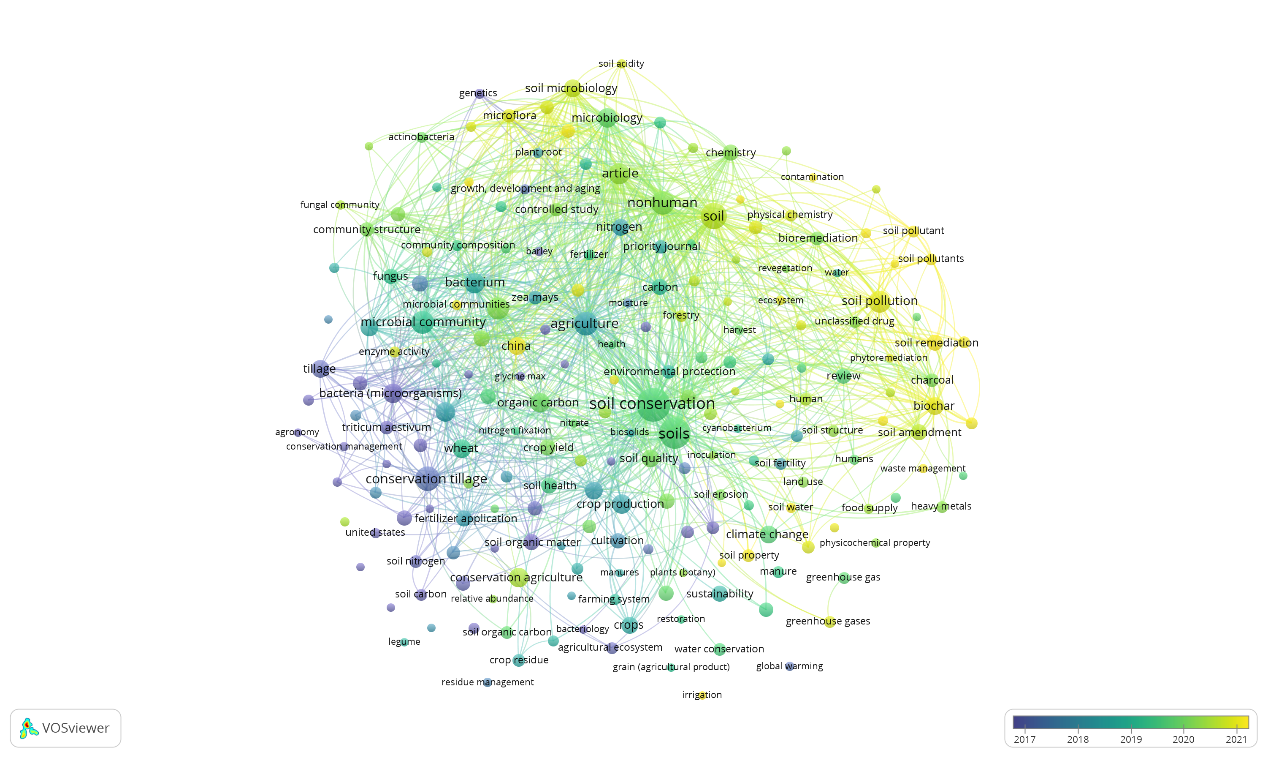 soil acidity
soil microbiology
genetics
microflora
microbiology
actinobacteria
plant root
chemistry
article
contamination
growth, development and aging
nonhuman
fungal community
controlled study
soil
physical chemistry
community structure
nitrogen
bioremediation
soil pollutant
community composition
barley
fertilizer
priority journal
soil pollutants
revegetation
water
fungus
bacterium
carbon
zea mays
moisture
ecosystem
soil pollution
microbial communities
forestry
microbial community
agriculture
harvest
unclassified drug
china
health
soil remediation
enzyme activity
phytoremediation
tillage
glycine max
environmental protection
review
charcoal
bacteria (microorganisms)
organic carbon
soil conservation
human
biochar
triticum aestivum
nitrate
agronomy
nitrogen fixation
biosolids
soils
cyanobacterium
soil structure
soil amendment
conservation management
wheat
crop yield
soil quality
inoculation
soil fertility
humans
waste management
conservation tillage
soil health
land use
soil erosion
crop production
soil water
food supply
heavy metals
fertilizer application
united states
climate change
soil organic matter
cultivation
physicochemical property
soil property
soil nitrogen
conservation agriculture
manures
plants (botany)
manure
greenhouse gas
soil carbon
relative abundance
farming system
sustainability
restoration
greenhouse gases
soil organic carbon
bacteriology
crops
legume
agricultural ecosystem
water conservation
crop residue
grain (agricultural product)
global warming
residue management
irrigation
VOSviewer
2017
2018
2019
2020
2021